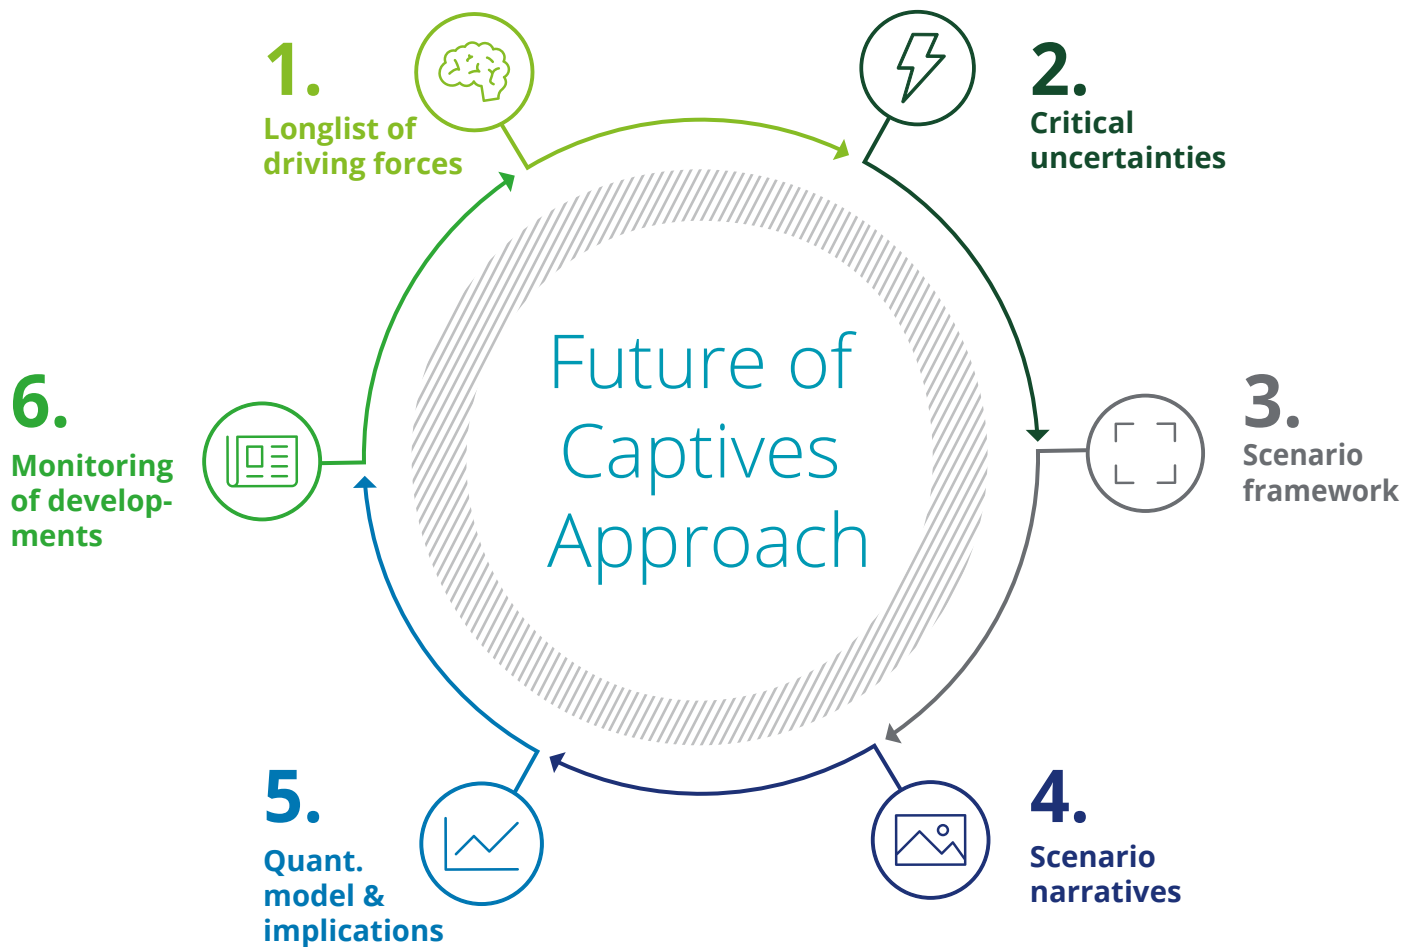 1.
Longlist of
driving forces
2.
Critical
uncertainties
3.
Scenario
framework
4.
Scenario
narratives
5.
Quant.
model &
implications
6.
Monitoring
of develop-
ments
Future of
Captives
Approach